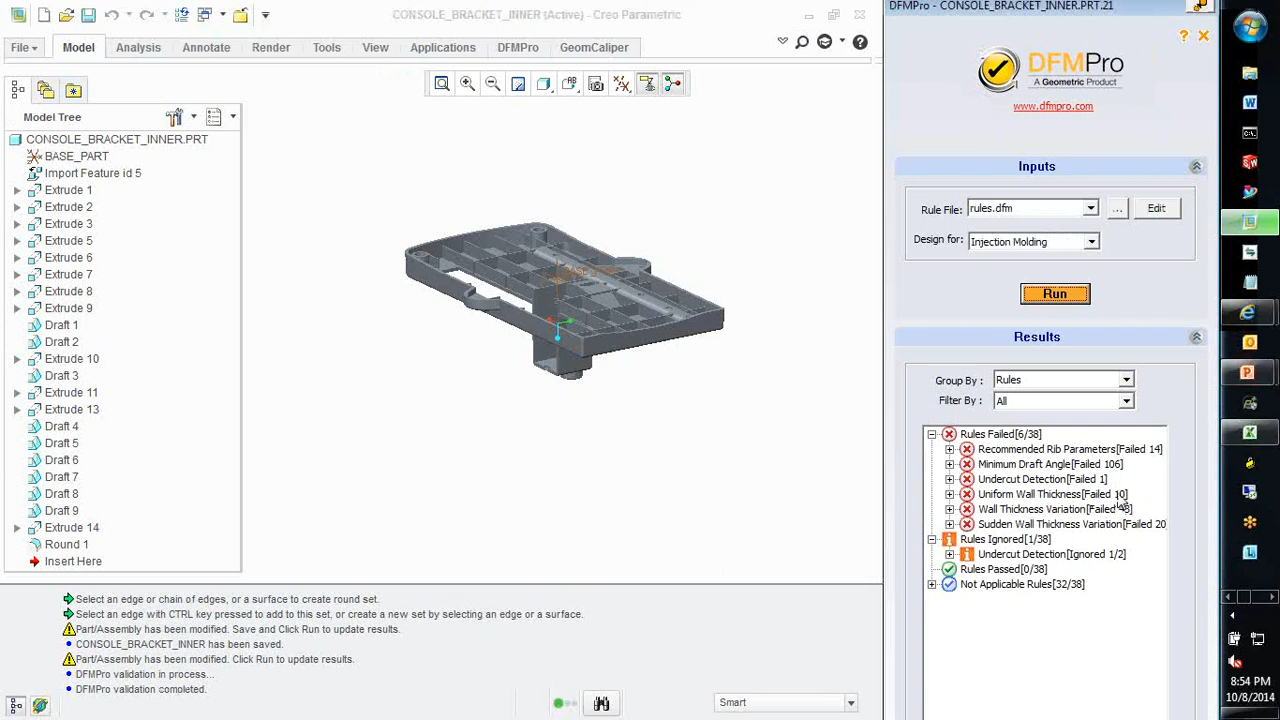 CONSOLE_BRACKET_INNER (Active) - Creo Parametric
File
Model
Analysis
Annotate
Render
Tools
View
Applications
DFMPro
GeomCaliper
Model Tree
CONSOLE_BRACKET_INNER.PRT
BASE_PART
Import Feature id 5
Extrude 1
Extrude 2
Extrude 3
Extrude 5
Extrude 6
Extrude 7
Extrude 8
Extrude 9
Draft 1
Draft 2
Extrude 10
Draft 3
Extrude 11
Extrude 13
Draft 4
Draft 5
Draft 6
Draft 7
Draft 8
Draft 9
Extrude 14
Round 1
Insert Here
Select an edge or chain of edges, or a surface to create round set.
Select an edge with CTRL key pressed to add to this set, or create a new set by selecting an edge or surface.
Part/Assembly has been modified. Save and Click Run to update results.
CONSOLE_BRACKET_INNER has been saved.
Part/Assembly has been modified. Click Run to update results.
DFMPro validation in process...
DFMPro validation completed.
Smart
DFMPro - CONSOLE_BRACKET_INNER.PRT.21
DFMPro
A Geometric Product
www.dfmpro.com
Inputs
Rule File: rules.dfm ... Edit
Design for: Injection Molding
Run
Results
Group By : Rules
Filter By : All
Rules Failed[6/38]
Recommended Rib Parameters[Failed 14]
Minimum Draft Angle[Failed 106]
Undercut Detection[Failed 1]
Uniform Wall Thickness[Failed 10]
Wall Thickness Variation[Failed
Sudden Wall Thickness Variation[Failed 20
Rules Ignored[1/38]
Undercut Detection[Ignored 1/2]
Rules Passed[0/38]
Not Applicable Rules[32/38]
8:54 PM
10/8/2014